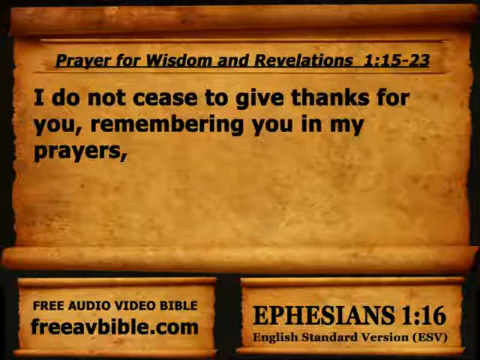 Prayer for Wisdom and Revelations 1:15-23
I do not cease to give thanks for
you, remembering you in my
prayers,
FREE AUDIO VIDEO BIBLE
freeavbible.com
EPHESIANS 1:16
English Standard Version (ESV)